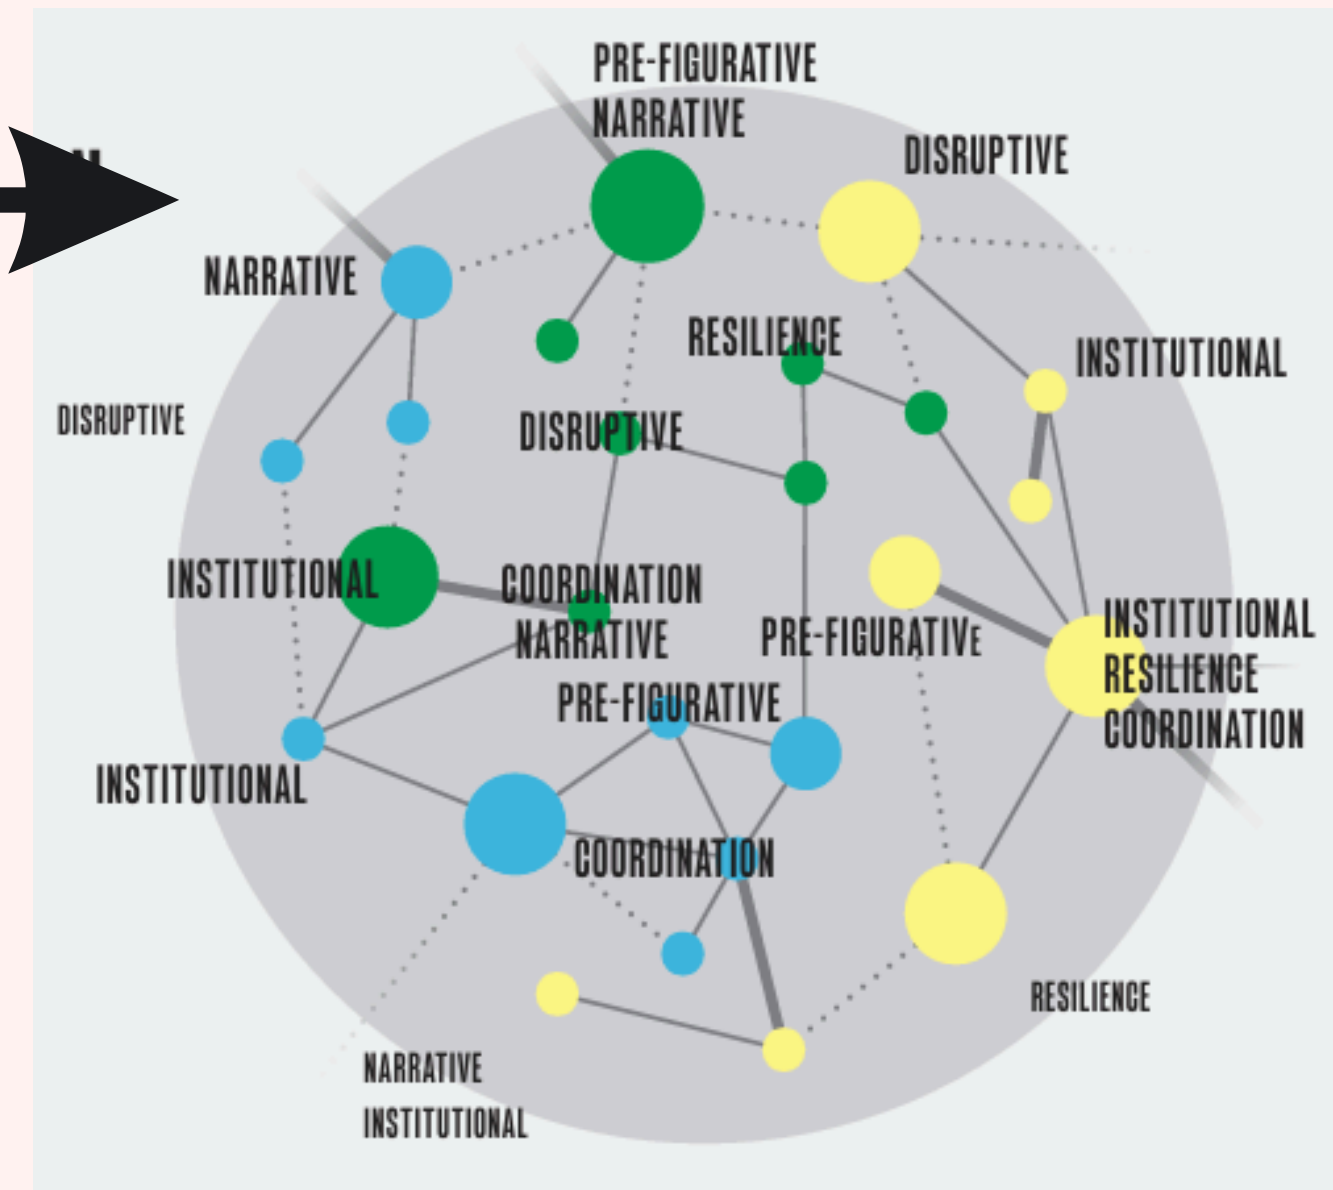 PRE-FIGURATIVE
NARRATIVE
DISRUPTIVE
NARRATIVE
RESILIENCE
INSTITUTIONAL
DISRUPTIVE
DISRUPTIVE
INSTITUTIONAL
COORDINATION
NARRATIVE
PRE-FIGURATIVE
INSTITUTIONAL
RESILIENCE
COORDINATION
PRE-FIGURATIVE
INSTITUTIONAL
COORDINATION
RESILIENCE
NARRATIVE
INSTITUTIONAL